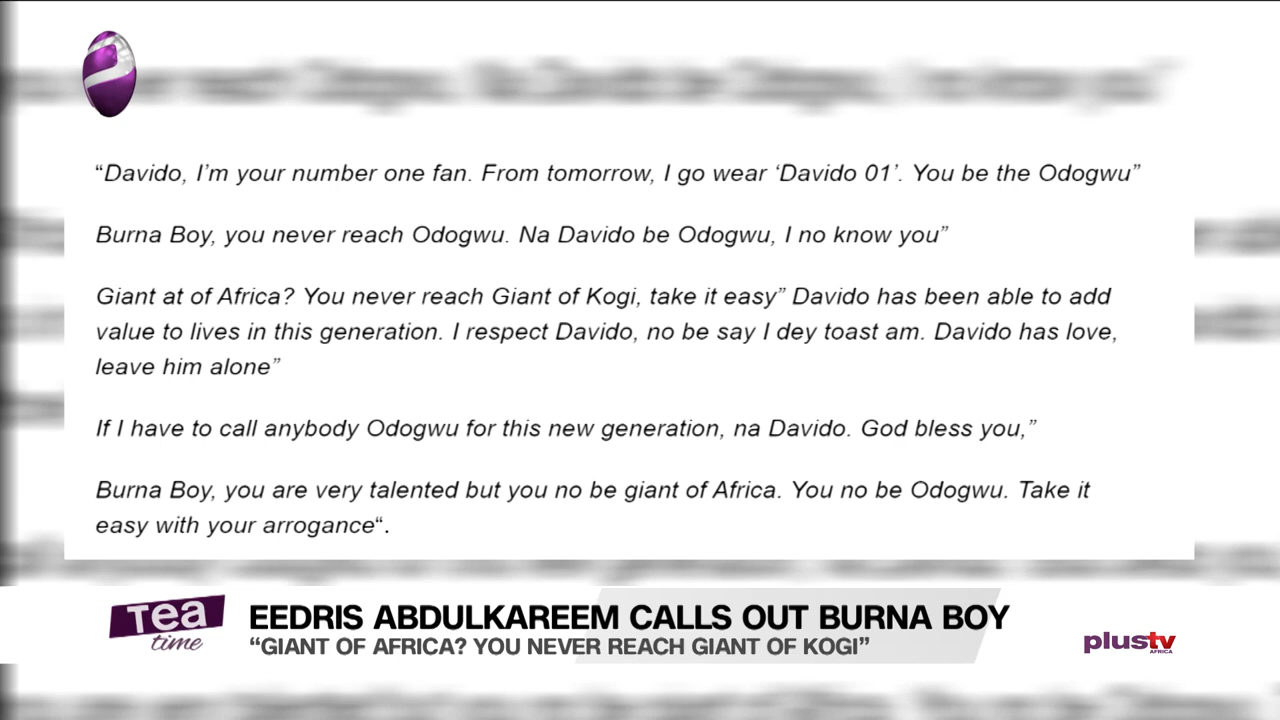 “Davido, I’m your number one fan. From tomorrow, I go wear ‘Davido 01’. You be the Odogwu”
Burna Boy, you never reach Odogwu. Na Davido be Odogwu, I no know you”
Giant at of Africa? You never reach Giant of Kogi, take it easy” Davido has been able to add
value to lives in this generation. I respect Davido, no be say I dey toast am. Davido has love,
leave him alone”
If I have to call anybody Odogwu for this new generation, na Davido. God bless you,”
Burna Boy, you are very talented but you no be giant of Africa. You no be Odogwu. Take it
easy with your arrogance“.
Tea
time
EEDRIS ABDULKAREEM CALLS OUT BURNA BOY
“GIANT OF AFRICA? YOU NEVER REACH GIANT OF KOGI”
plustv
AFRICA